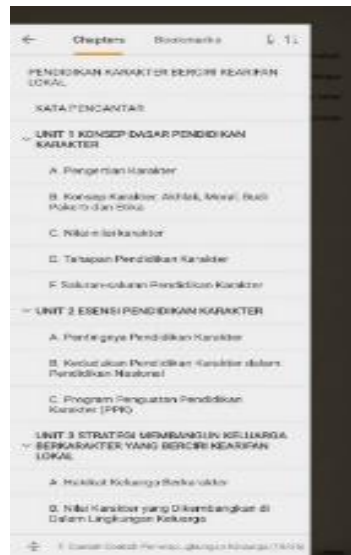 Chapters Bookmarks
PENDIDIKAN KARAKTER BERCIRI KEARIFAN
LOKAL
KATA PENGANTAR
UNIT 1 KONSEP DASAR PENDIDIKAN
KARAKTER
A. Pengertian Karakter
B. Konsep Karakter, Akhlak, Moral, Budi
Pekerti dan Etika
C. Nilai-nilai karakter
D. Tahapan Pendidikan Karakter
F. Saluran-saluran Pendidikan Karakter
UNIT 2 ESENSI PENDIDIKAN KARAKTER
A. Pentingnya Pendidikan Karakter
B. Kedudukan Pendidikan Karakter dalam
Pendidikan Nasional
C. Program Penguatan Pendidikan
Karakter (PPK)
UNIT 3 STRATEGI MEMBANGUN KELUARGA
BERKARAKTER YANG BERCIRI KEARIFAN
LOKAL
A. Hakikat Keluarga Berkarakter
B. Nilai Karakter yang Dikembangkan di
Dalam Lingkungan Keluarga